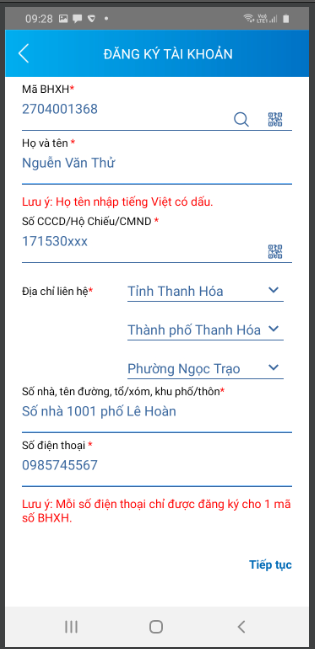 09:28
ĐĂNG KÝ TÀI KHOẢN
Mã BHXH*
2704001368
Họ và tên *
Nguễn Văn Thử
Lưu ý: Họ tên nhập tiếng Việt có dấu.
Số CCCD/Hộ Chiếu/CMND *
171530xxx
Địa chỉ liên hệ*
Tỉnh Thanh Hóa
Thành phố Thanh Hóa
Phường Ngọc Trạo
Số nhà, tên đường, tổ/xóm, khu phố/thôn*
Số nhà 1001 phố Lê Hoàn
Số điện thoại *
0985745567
Lưu ý: Mỗi số điện thoại chỉ được đăng ký cho 1 mã
số BHXH.
Tiếp tục